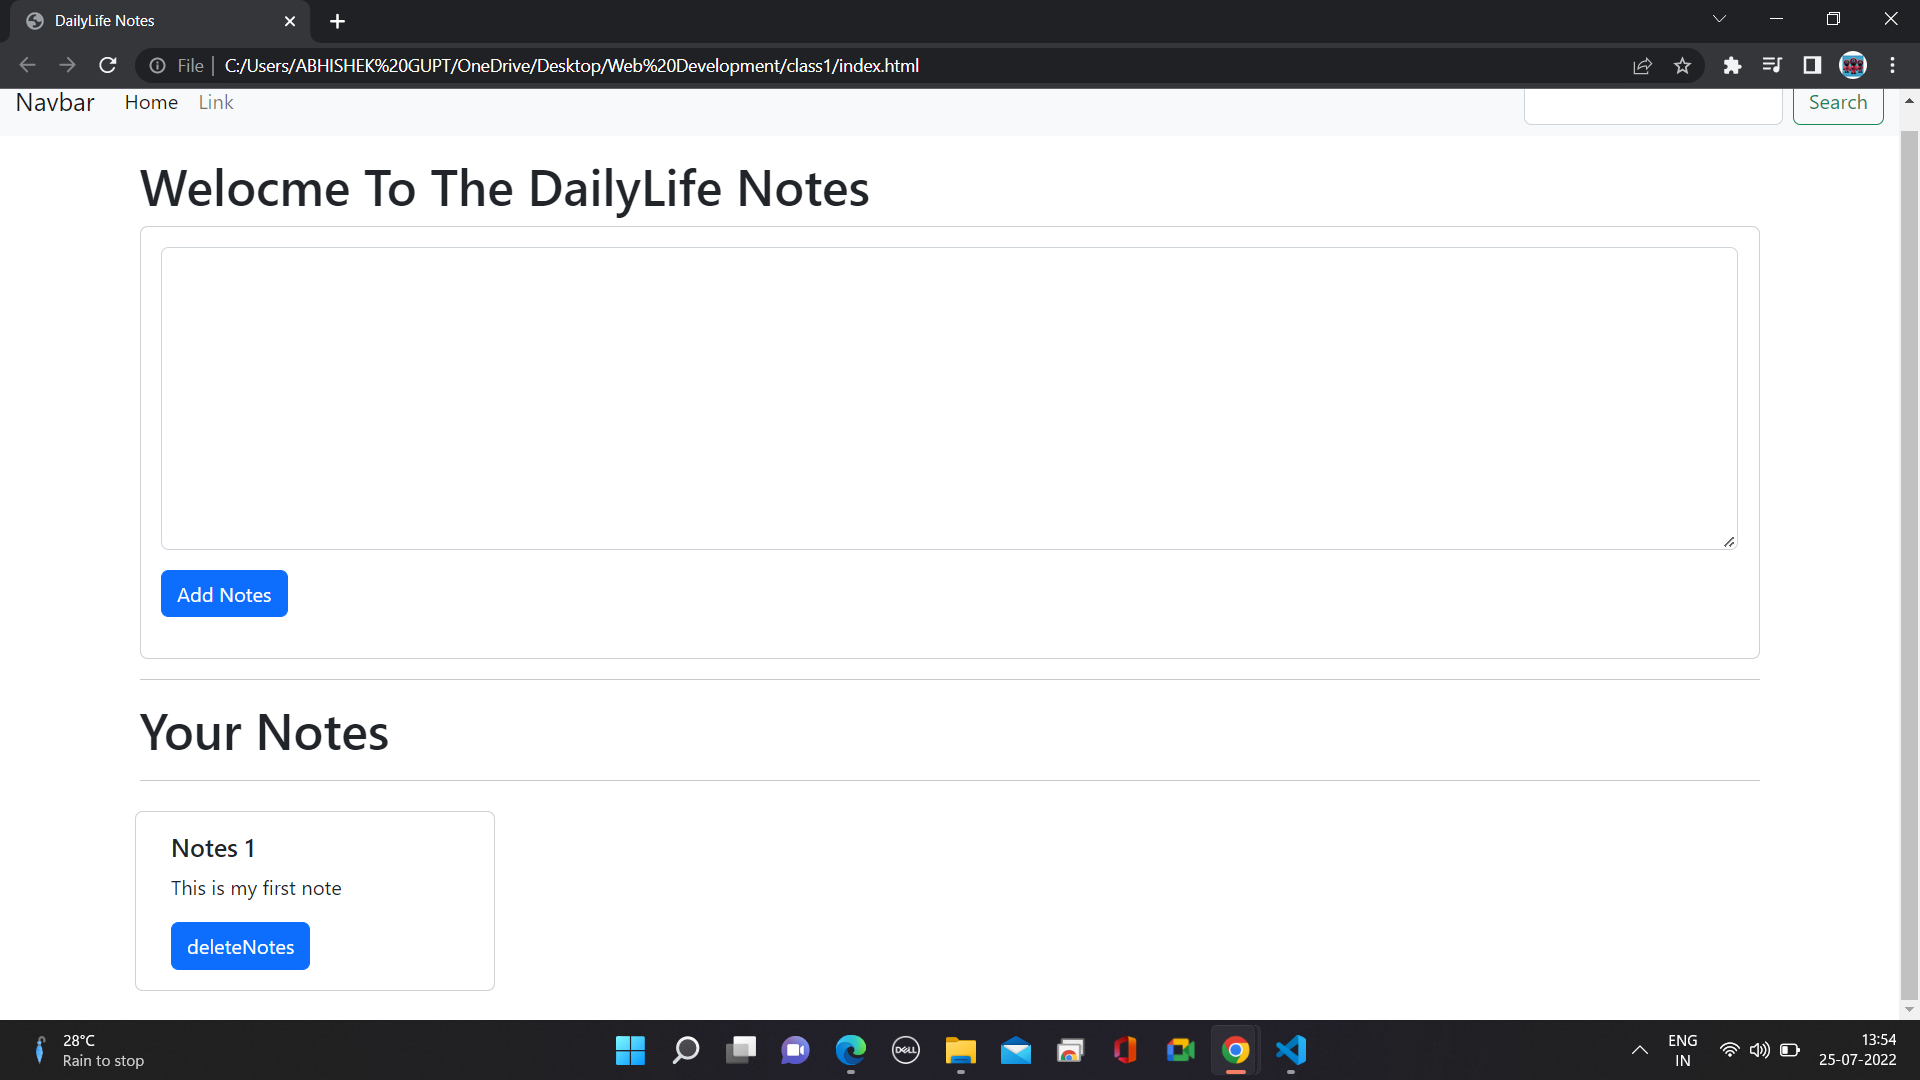 DailyLife Notes
File
C:/Users/ABHISHEK%20GUPT/OneDrive/Desktop/Web%20Development/class1/index.html
Navbar Home Link Search
Welocme To The DailyLife Notes
Add Notes
Your Notes
Notes 1
This is my first note
deleteNotes
28°C
Rain to stop
DELL
ENG
IN
13:54
25-07-2022